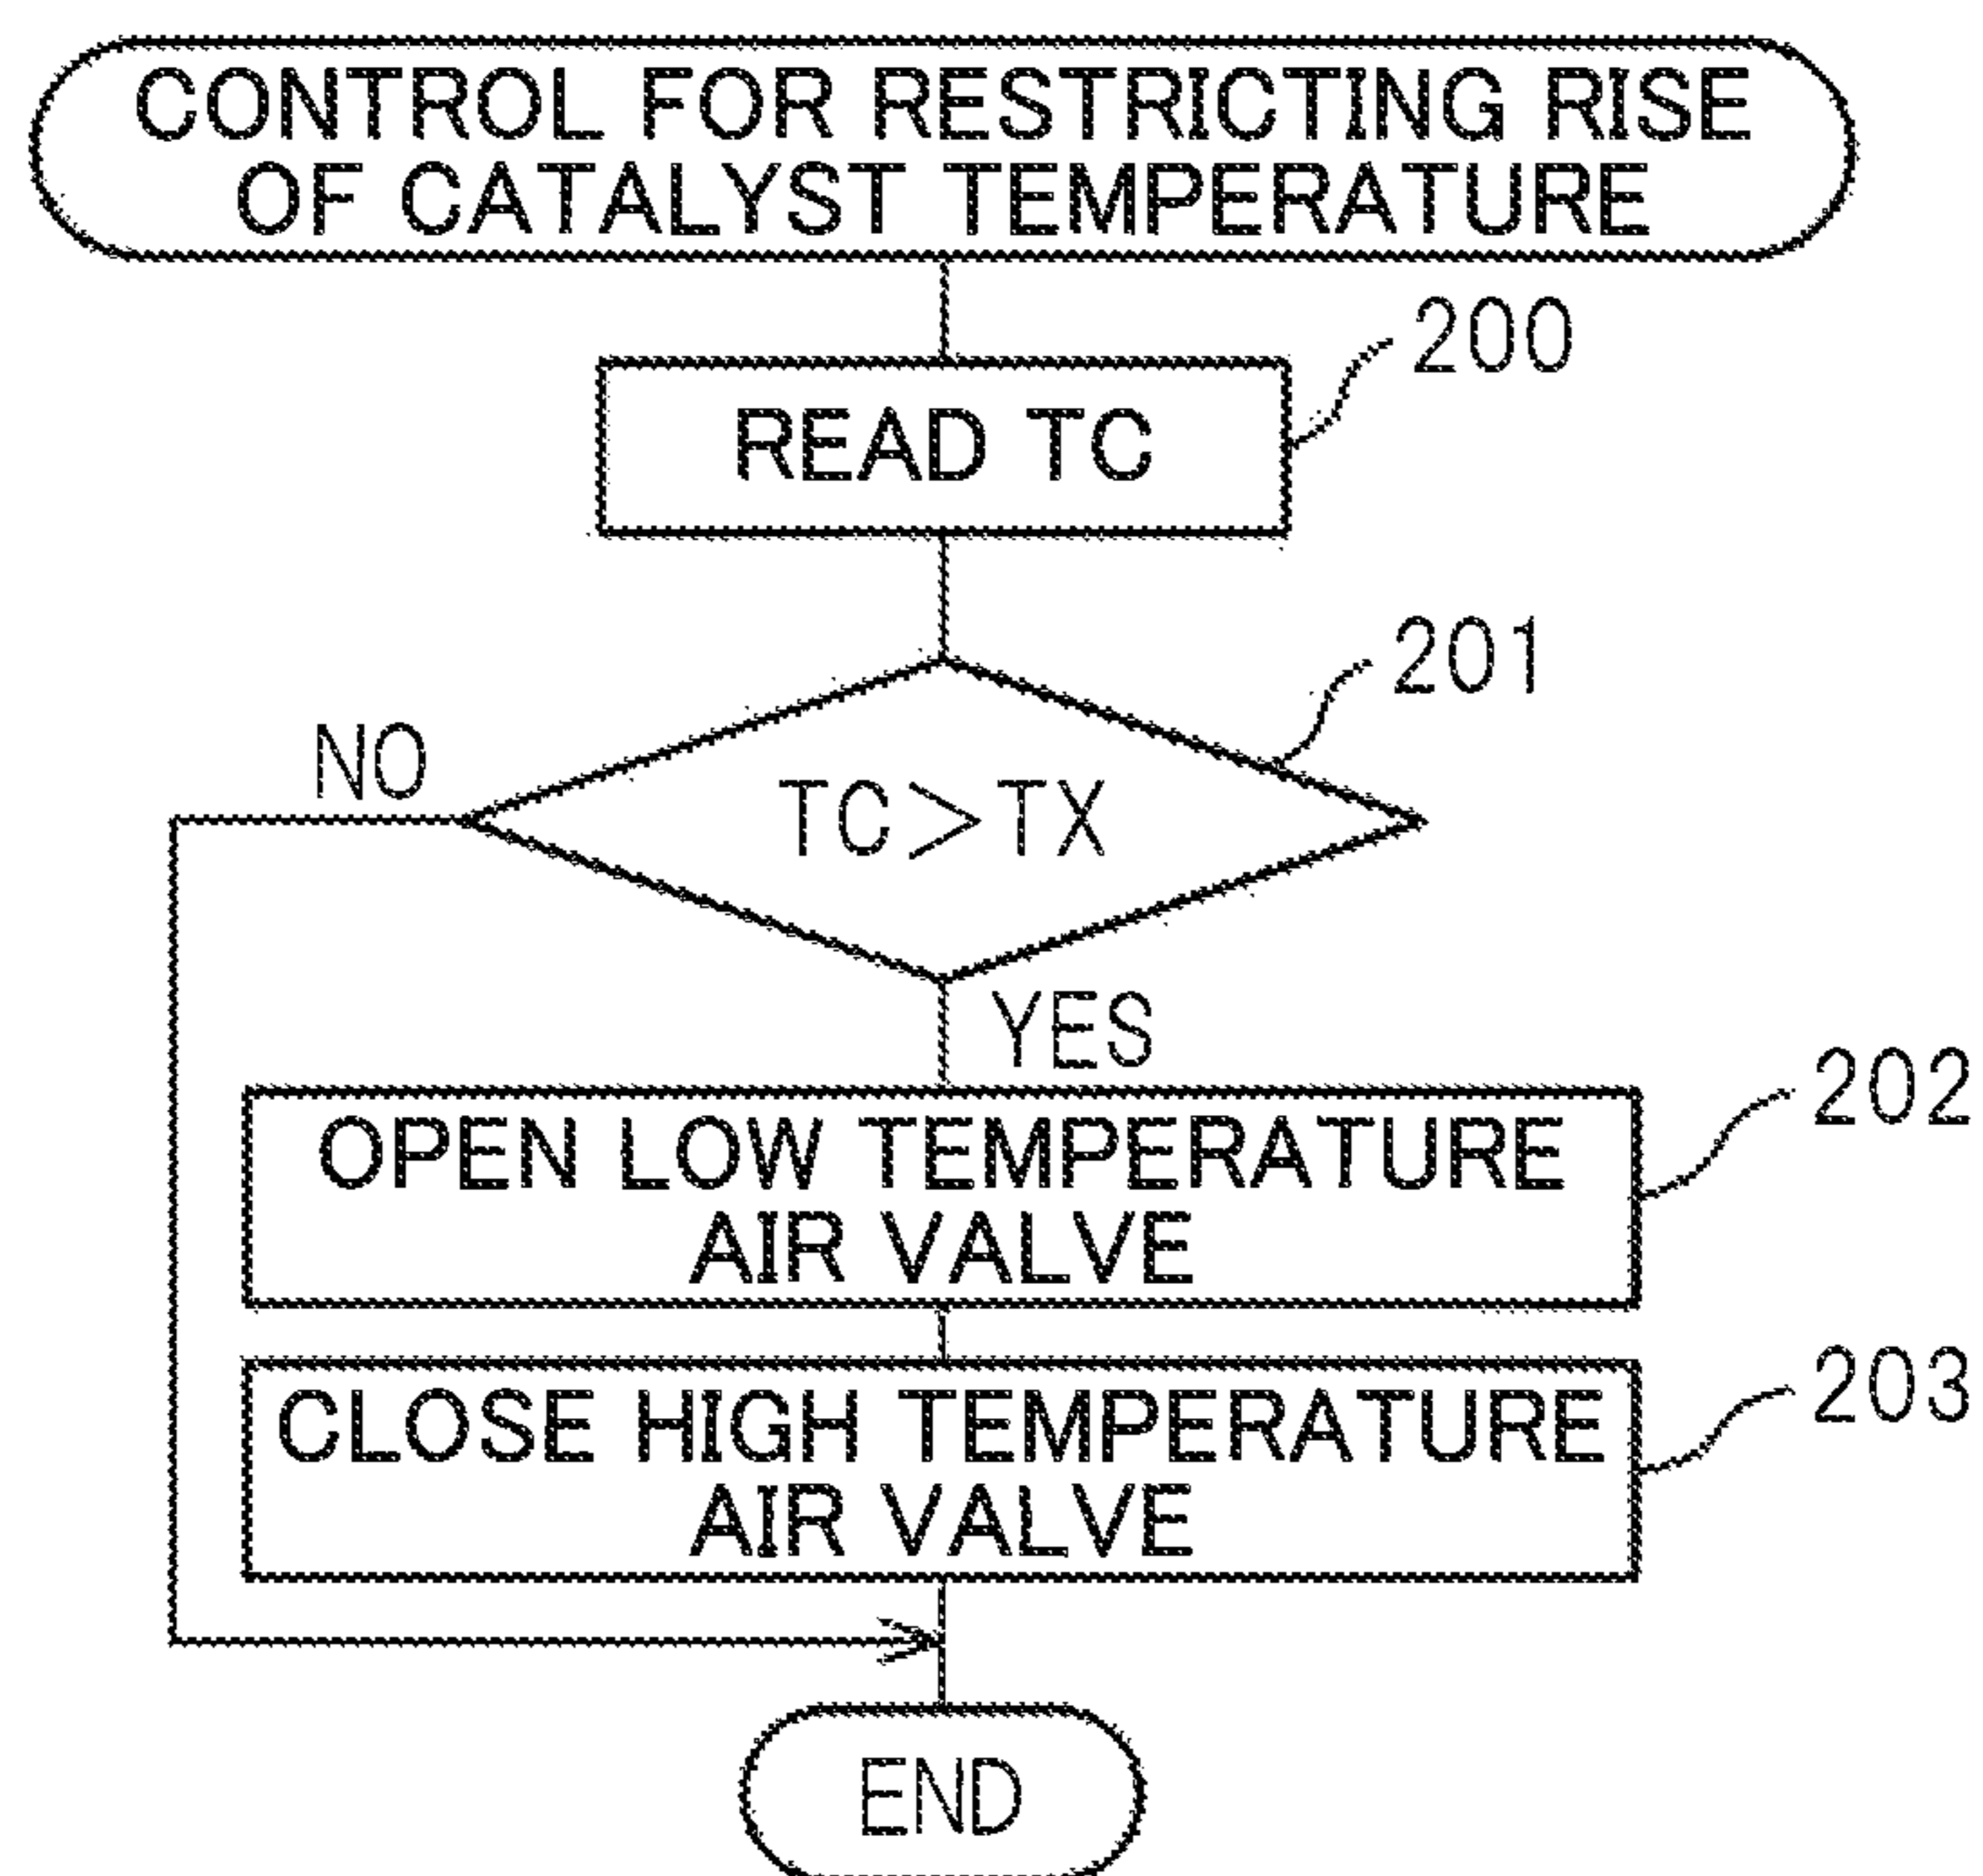 CONTROL FOR RESTRICTING RISE
OF CATALYST TEMPERATURE
200
READ TC
201
NO
TC>TX
YES
202
OPEN LOW TEMPERATURE
AIR VALVE
203
CLOSE HIGH TEMPERATURE
AIR VALVE
END